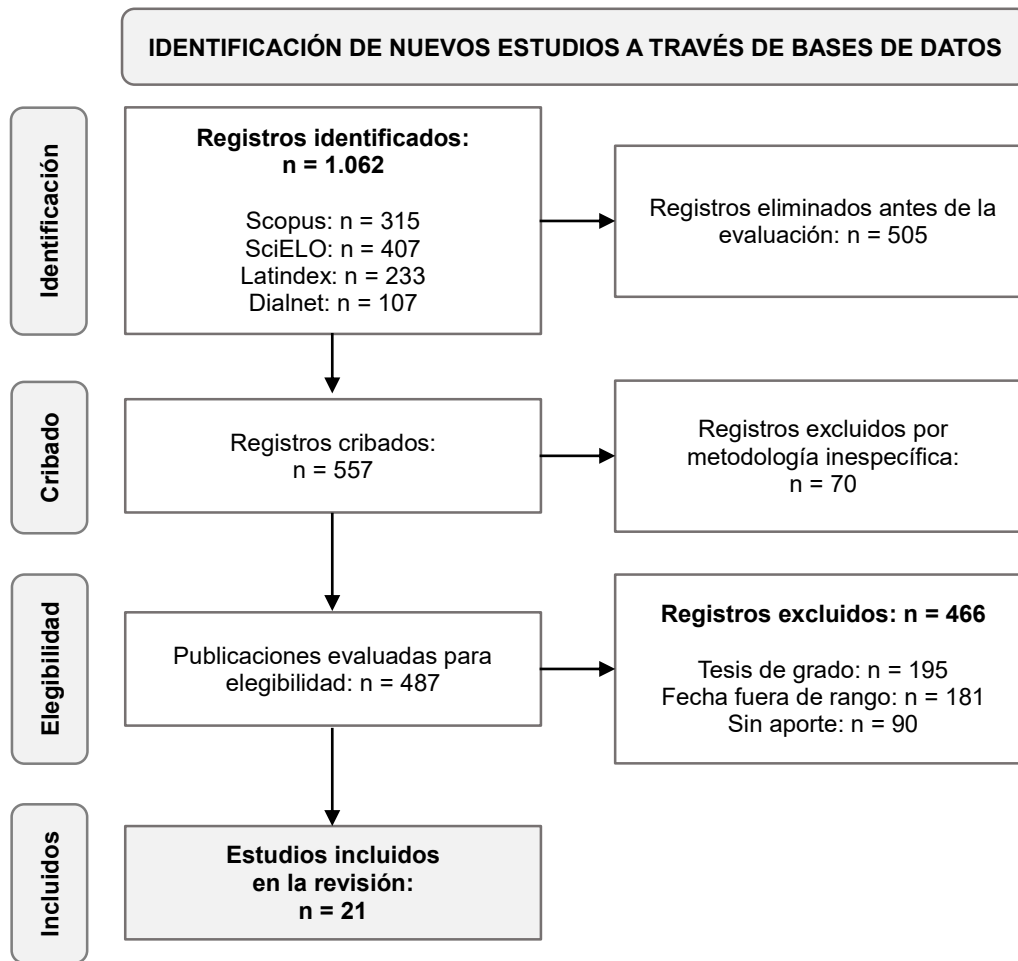 IDENTIFICACIÓN DE NUEVOS ESTUDIOS A TRAVÉS DE BASES DE DATOS
Identificación
Registros identificados:
n = 1.062
Scopus: n = 315
SciELO: n = 407
Latindex: n = 233
Dialnet: n = 107
Registros eliminados antes de la
evaluación: n = 505
Cribado
Registros cribados:
n = 557
Registros excluidos por
metodología inespecífica:
n = 70
Elegibilidad
Publicaciones evaluadas para
elegibilidad: n = 487
Registros excluidos: n = 466
Tesis de grado: n = 195
Fecha fuera de rango: n = 181
Sin aporte: n = 90
Incluidos
Estudios incluidos
en la revisión:
n = 21